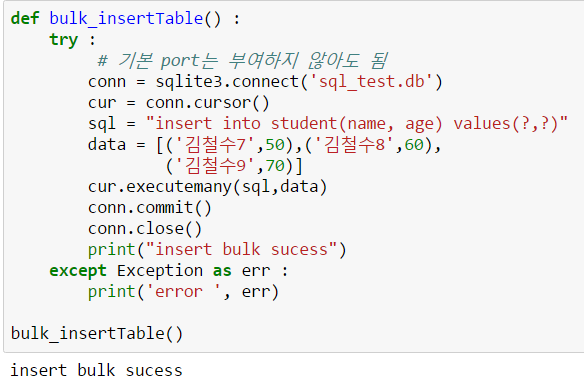 def bulk_insertTable() :
    try :
         # 기본 port는 부여하지 않아도 됨
        conn = sqlite3.connect('sql_test.db')
        cur = conn.cursor()
        sql = "insert into student(name, age) values(?,?)"
        data = [('김철수7',50),('김철수8',60),
                ('김철수9',70)]
        cur.executemany(sql,data)
        conn.commit()
        conn.close()
        print("insert bulk sucess")
    except Exception as err :
        print('error ', err)

bulk_insertTable()
insert bulk sucess